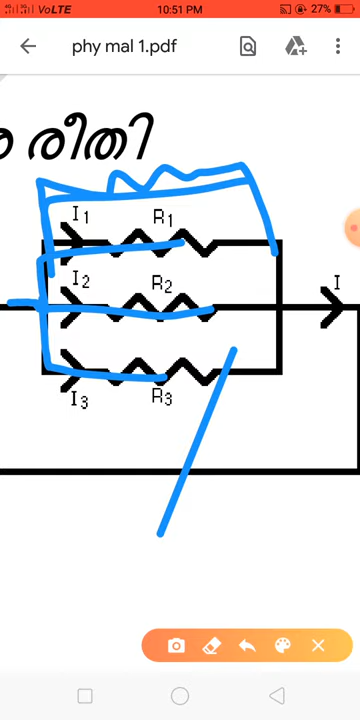 VoLTE 10:51 PM 27%
phy mal 1.pdf
രീതി
I1 R1
I2 R2 I
I3 R3